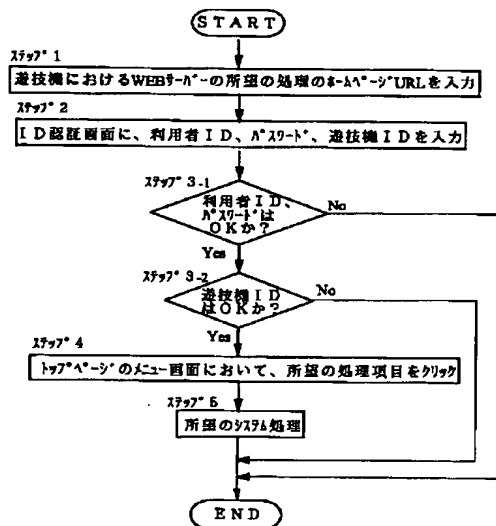 START
ステップ 1
遊技機におけるWEBサーバーの所望の処理のホームページURLを入力
ステップ 2
ID認証画面に、利用者ID、パスワード、遊技機IDを入力
ステップ 3-1
利用者ID、
パスワードは
OKか？
No
Yes
ステップ 3-2
遊技機ID
はOKか？
No
Yes
ステップ 4
トップページのメニュー画面において、所望の処理項目をクリック
ステップ 5
所望のシステム処理
END